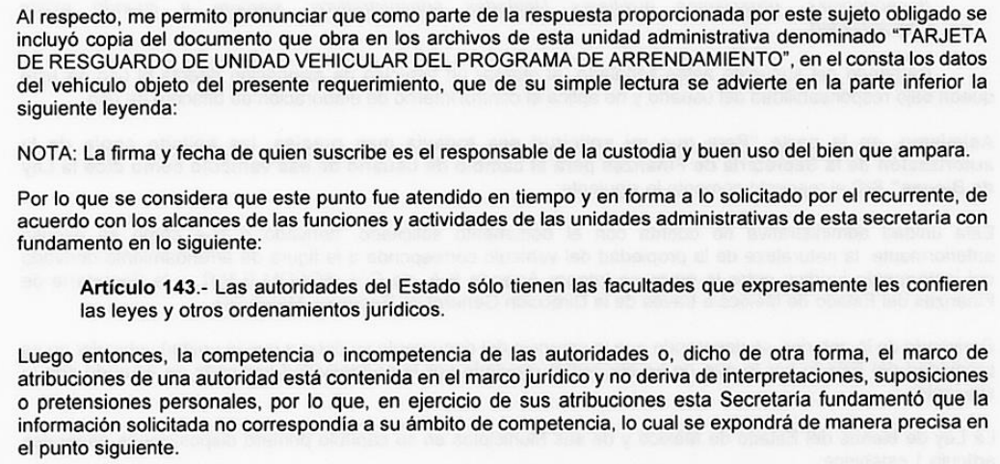 Al respecto, me permito pronunciar que como parte de la respuesta proporcionada por este sujeto obligado se
incluyó copia del documento que obra en los archivos de esta unidad administrativa denominado “TARJETA
DE RESGUARDO DE UNIDAD VEHICULAR DEL PROGRAMA DE ARRENDAMIENTO”, en el consta los datos
del vehículo objeto del presente requerimiento, que de su simple lectura se advierte en la parte inferior la
siguiente leyenda:
NOTA: La firma y fecha de quien suscribe es el responsable de la custodia y buen uso del bien que ampara.
Por lo que se considera que este punto fue atendido en tiempo y en forma a lo solicitado por el recurrente, de
acuerdo con los alcances de las funciones y actividades de las unidades administrativas de esta secretaría con
fundamento en lo siguiente:
Artículo 143.- Las autoridades del Estado sólo tienen las facultades que expresamente les confieren
las leyes y otros ordenamientos jurídicos.
Luego entonces, la competencia o incompetencia de las autoridades o, dicho de otra forma, el marco de
atribuciones de una autoridad está contenida en el marco jurídico y no deriva de interpretaciones, suposiciones
o pretensiones personales, por lo que, en ejercicio de sus atribuciones esta Secretaría fundamentó que la
información solicitada no correspondía a su ámbito de competencia, lo cual se expondrá de manera precisa en
el punto siguiente.